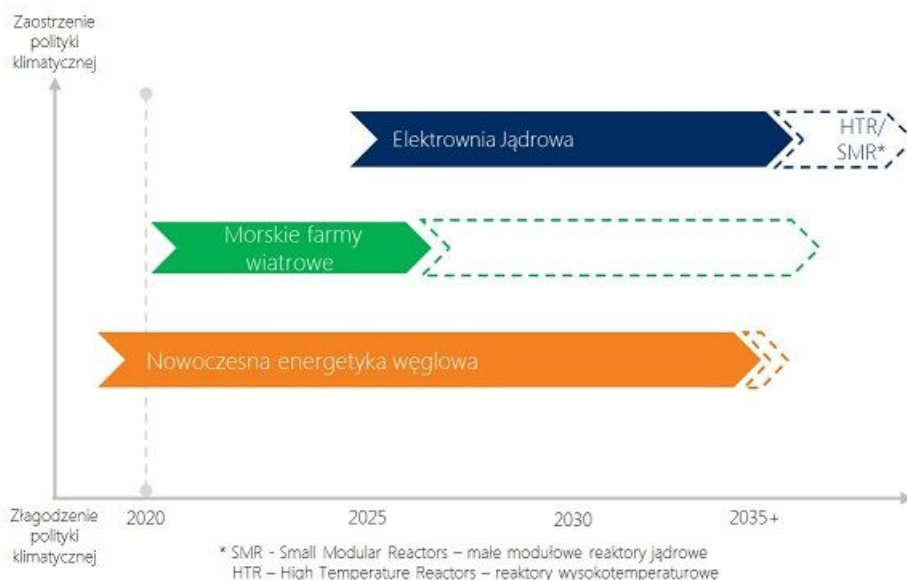 Zaostrzenie
polityki
klimatycznej
Elektrownia Jądrowa
HTR/
SMR*
Morskie farmy
wiatrowe
Nowoczesna energetyka węglowa
Złagodzenie
polityki
klimatycznej
2020
2025
2030
2035+
* SMR - Small Modular Reactors – małe modułowe reaktory jądrowe
HTR – High Temperature Reactors – reaktory wysokotemperaturowe